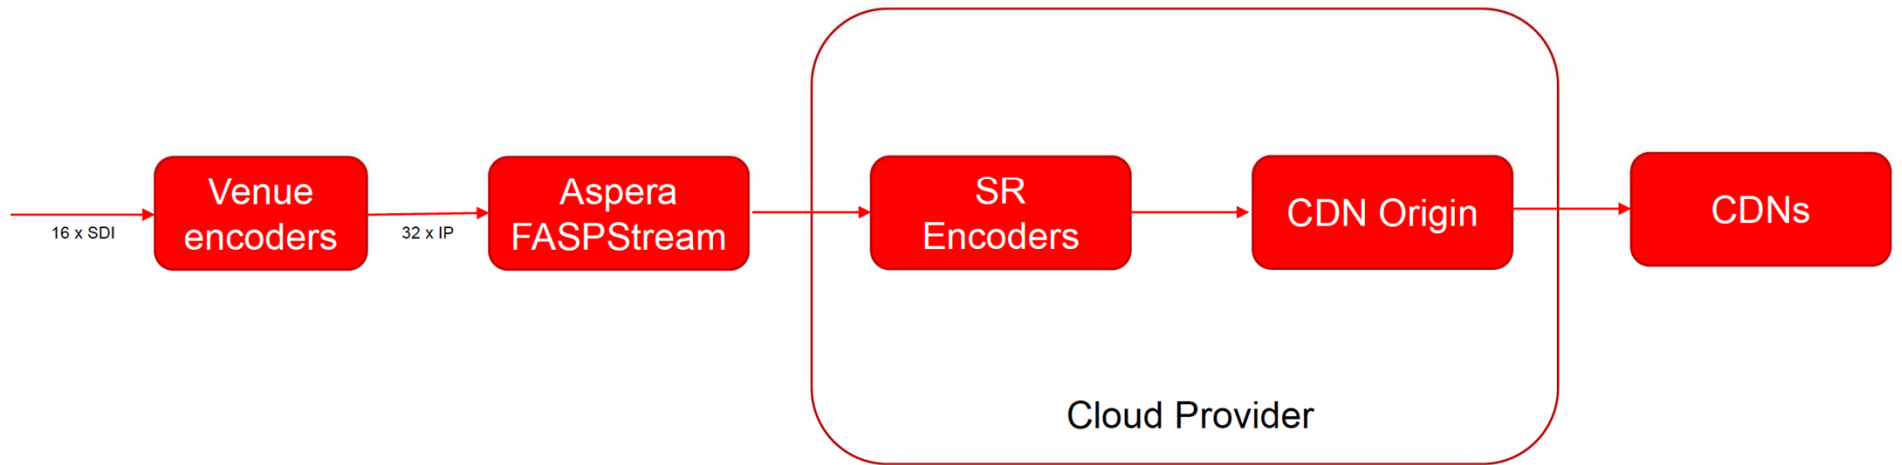 16 x SDI
Venue
encoders
32 x IP
Aspera
FASPStream
SR
Encoders
CDN Origin
CDNs
Cloud Provider